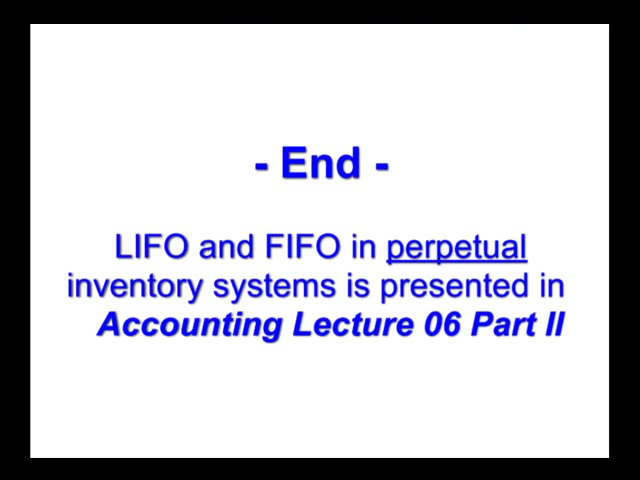 - End -
LIFO and FIFO in perpetual
inventory systems is presented in
Accounting Lecture 06 Part II